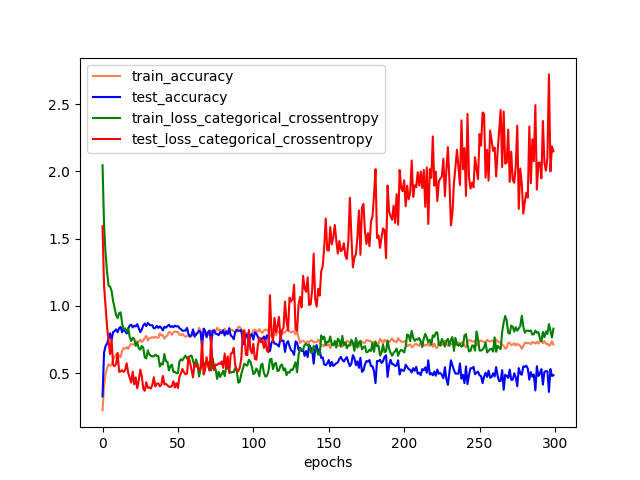 train_accuracy
test_accuracy
train_loss_categorical_crossentropy
test_loss_categorical_crossentropy
2.5
2.0
1.5
1.0
0.5
0 50 100 150 200 250 300
epochs